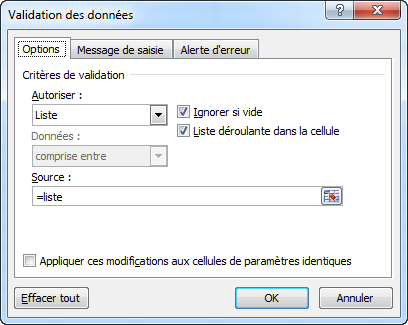 Validation des données
Options Message de saisie Alerte d'erreur
Critères de validation
Autoriser :
Liste Ignorer si vide
Données : Liste déroulante dans la cellule
comprise entre
Source :
=liste
Appliquer ces modifications aux cellules de paramètres identiques
Effacer tout OK Annuler